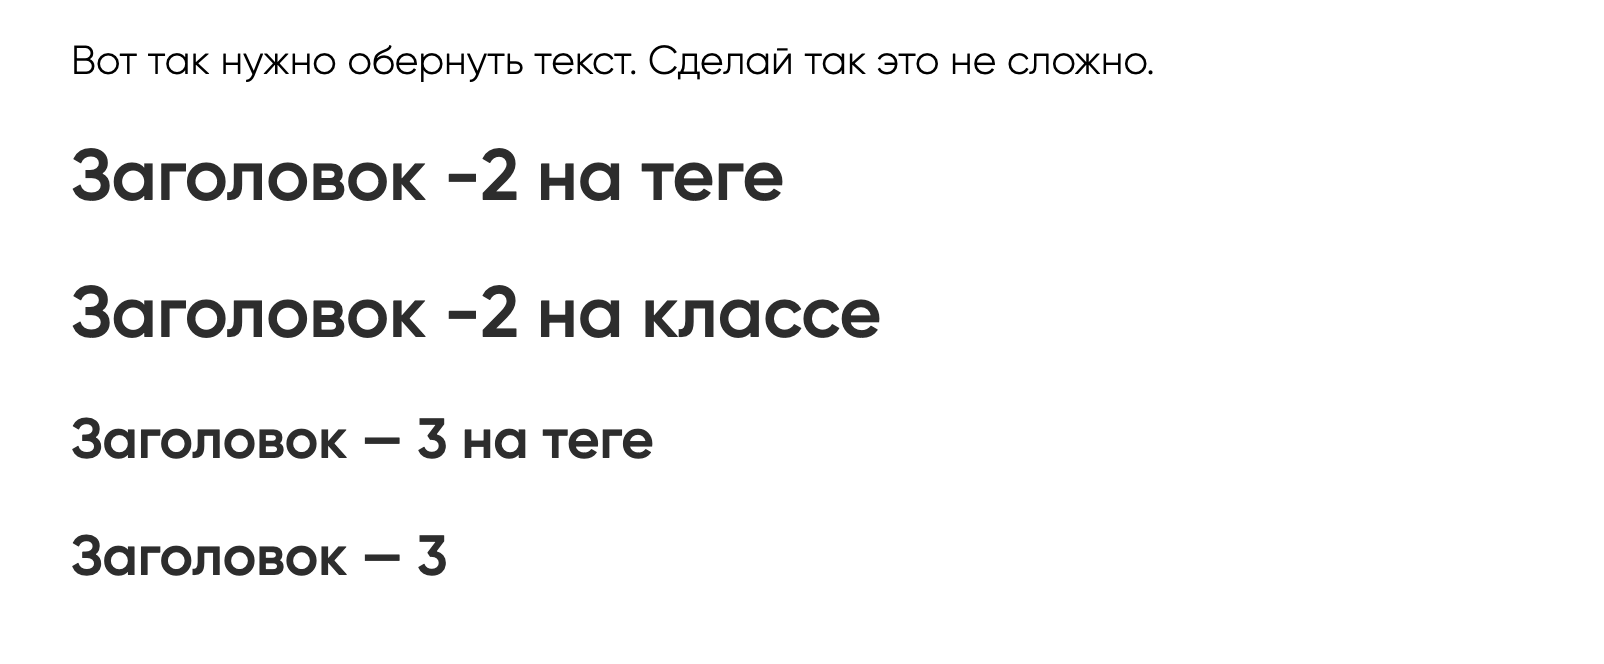 Вот так нужно обернуть текст. Сделай так это не сложно.
Заголовок -2 на теге
Заголовок -2 на классе
Заголовок — 3 на теге
Заголовок — 3